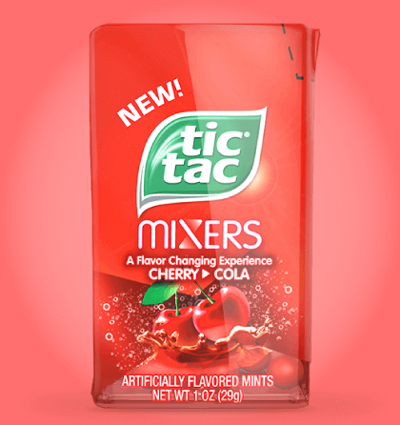 NEW!
tic
tac
MIXERS
A Flavor Changing Experience
CHERRY ▶ COLA
ARTIFICIALLY FLAVORED MINTS
NET WT 1 OZ (29g)